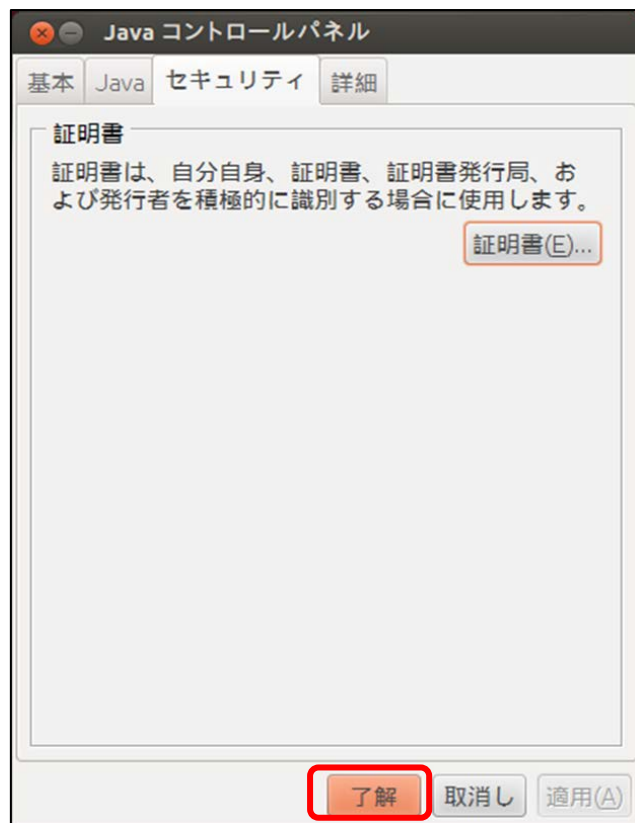 Java コントロールパネル
基本 Java セキュリティ 詳細
証明書
証明書は、自分自身、証明書、証明書発行局、お
よび発行者を積極的に識別する場合に使用します。
証明書(E)...
了解 取消し 適用(A)